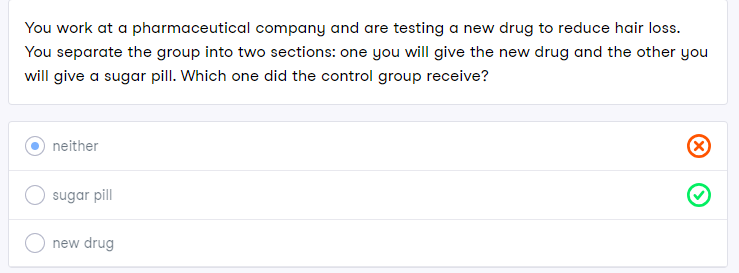 You work at a pharmaceutical company and are testing a new drug to reduce hair loss.
You separate the group into two sections: one you will give the new drug and the other you
will give a sugar pill. Which one did the control group receive?
neither
sugar pill
new drug